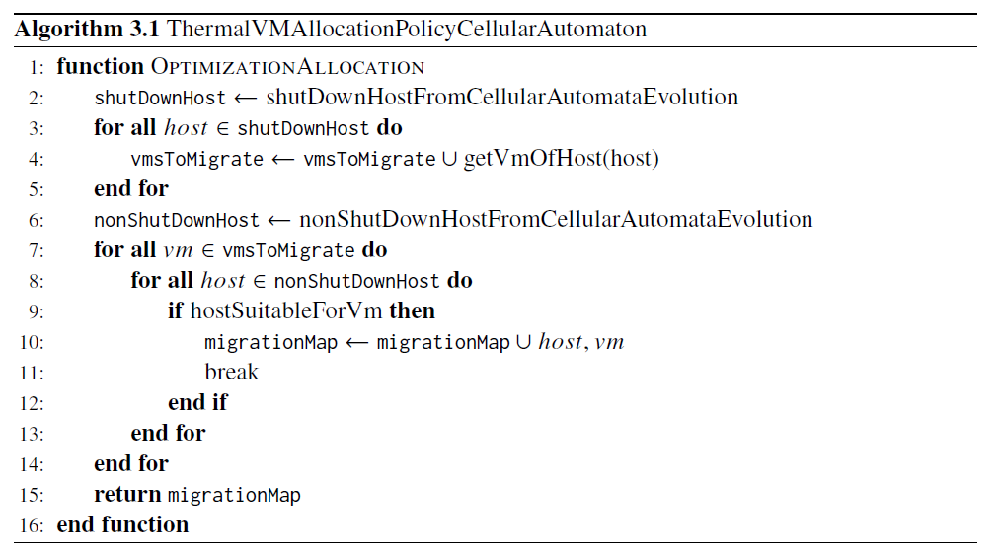 Algorithm 3.1 ThermalVMAllocationPolicyCellularAutomaton
1: function OPTIMIZATIONALLOCATION
2: shutDownHost ← shutDownHostFromCellularAutomataEvolution
3: for all host ∈ shutDownHost do
4: vmsToMigrate ← vmsToMigrate ∪ getVmOfHost(host)
5: end for
6: nonShutDownHost ← nonShutDownHostFromCellularAutomataEvolution
7: for all vm ∈ vmsToMigrate do
8: for all host ∈ nonShutDownHost do
9: if hostSuitableForVm then
10: migrationMap ← migrationMap ∪ host, vm
11: break
12: end if
13: end for
14: end for
15: return migrationMap
16: end function